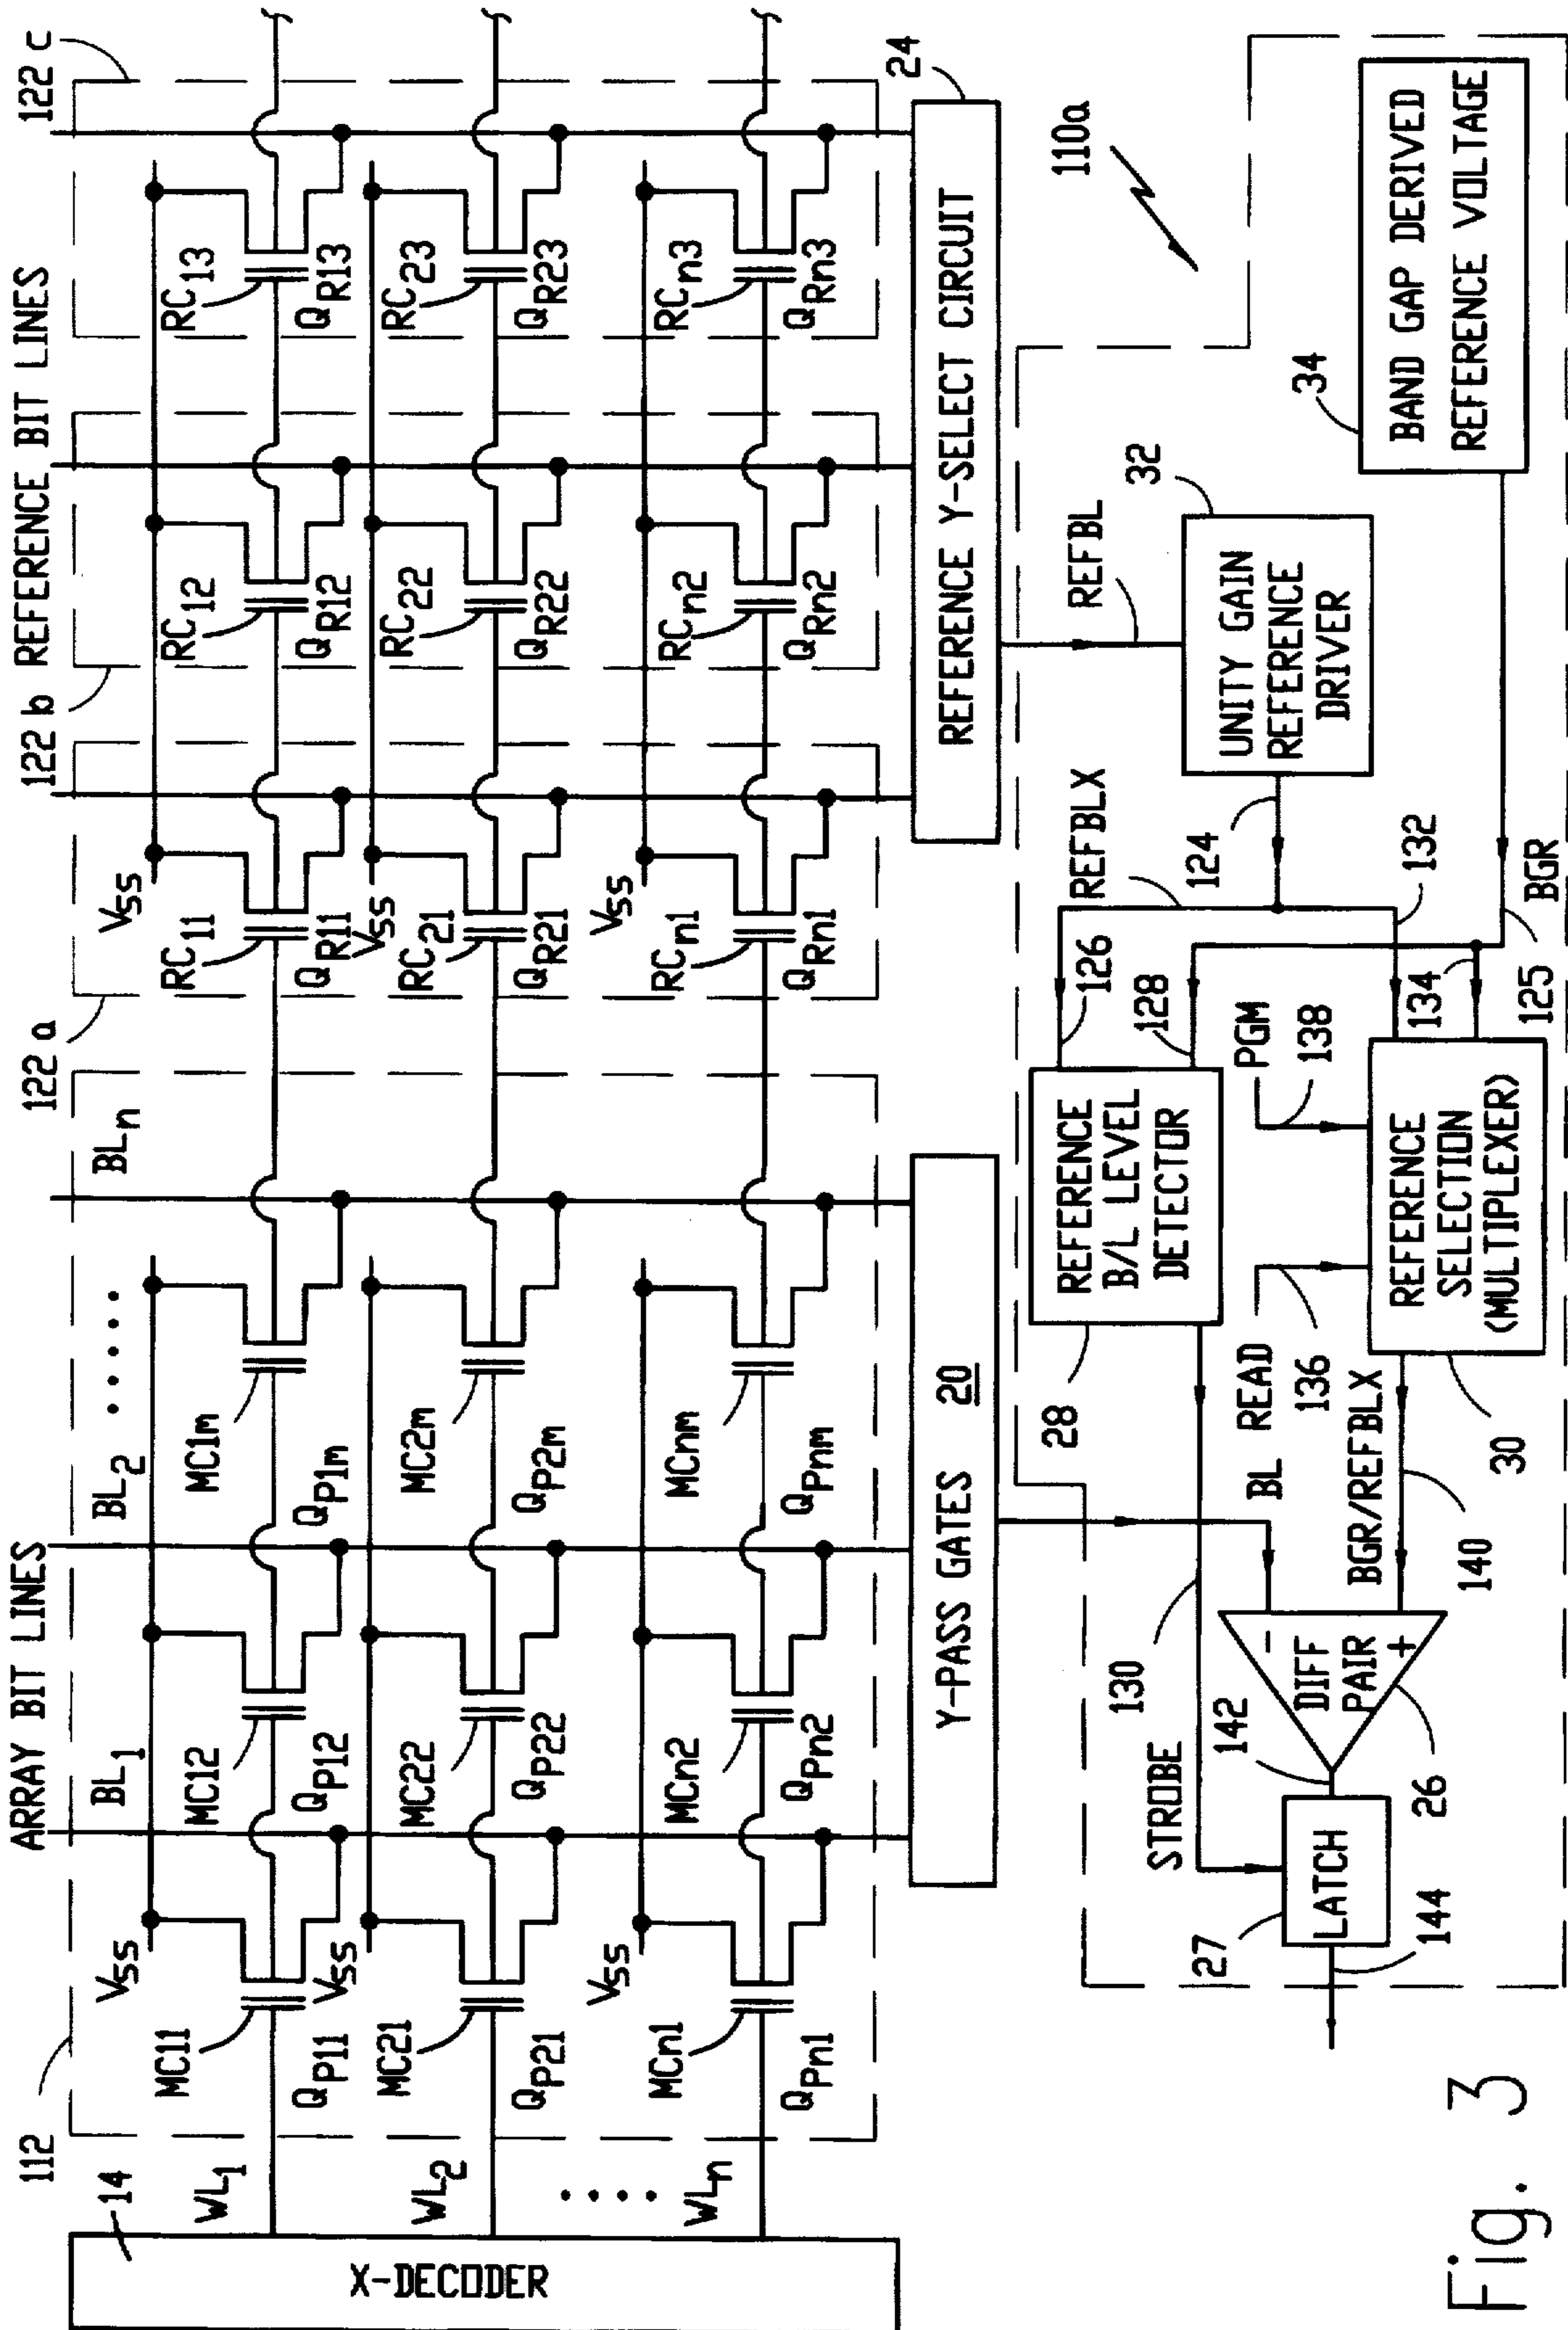 ARRAY BIT LINES
REFERENCE BIT LINES
112
122 a
122 b
122 c
14
X-DECODER
WL1
WL2
....
WLn
BL1
BL2
.....
BLn
VSS
VSS
MC11
MC12
MC1m
RC11
RC12
RC13
QP11
QP12
QP1m
QR11
QR12
QR13
VSS
VSS
MC21
MC22
MC2m
RC21
RC22
RC23
QP21
QP22
QP2m
QR21
QR22
QR23
VSS
VSS
MCn1
MCn2
MCnm
RCn1
RCn2
RCn3
QPn1
QPn2
QPnm
QRn1
QRn2
QRn3
Y-PASS GATES 20
REFERENCE Y-SELECT CIRCUIT
24
110a
REFBL
32
UNITY GAIN
REFERENCE
DRIVER
REFBLX
124
126
128
132
134
REFERENCE
B/L LEVEL
DETECTOR
28
PGM
138
READ
136
BL
STROBE
130
34
BAND GAP DERIVED
REFERENCE VOLTAGE
BGR
125
REFERENCE
SELECTION
(MULTIPLEXER)
30
BGR/REFBLX
140
DIFF
PAIR
-
+
26
142
LATCH
27
144
Fig. 3